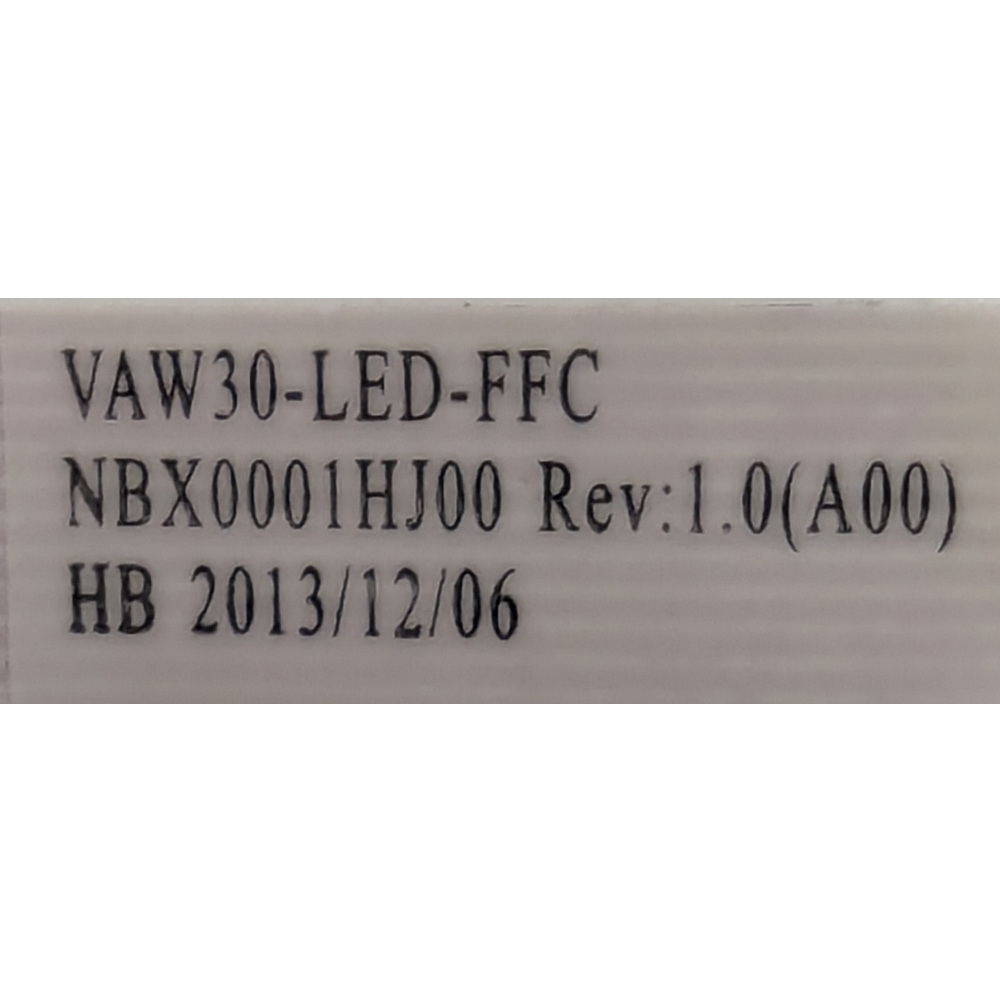 VAW30-LED-FFC
NBX0001HJ00 Rev:1.0(A00)
HB 2013/12/06